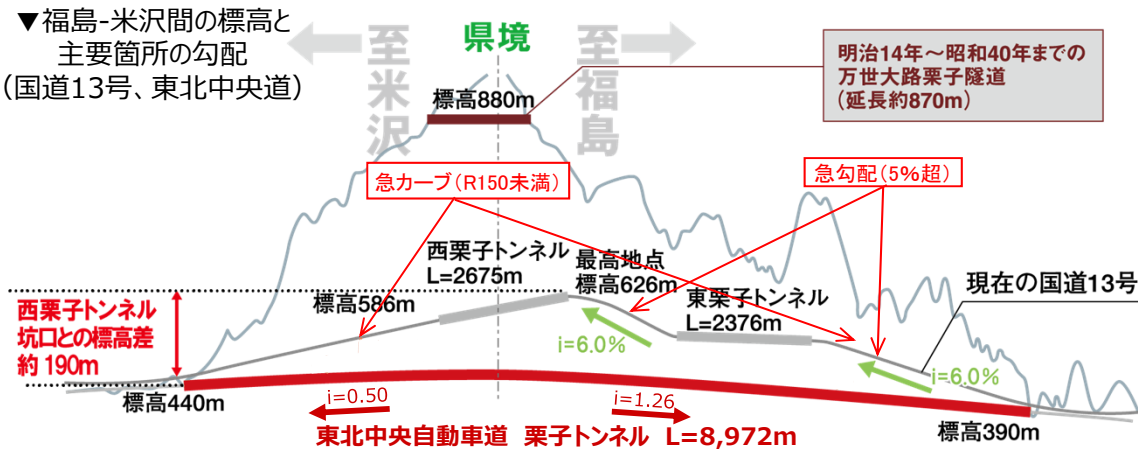 ▼福島-米沢間の標高と
主要箇所の勾配
（国道13号、東北中央道）
至米沢
県境
至福島
明治14年～昭和40年までの
万世大路栗子隧道
（延長約870m）
標高880m
急カーブ（R150未満）
急勾配（5%超）
西栗子トンネル
L=2675m
最高地点
標高626m
東栗子トンネル
L=2376m
現在の国道13号
標高586m
西栗子トンネル
坑口との標高差
約190m
i=6.0%
i=6.0%
標高440m
i=0.50
i=1.26
標高390m
東北中央自動車道 栗子トンネル L=8,972m